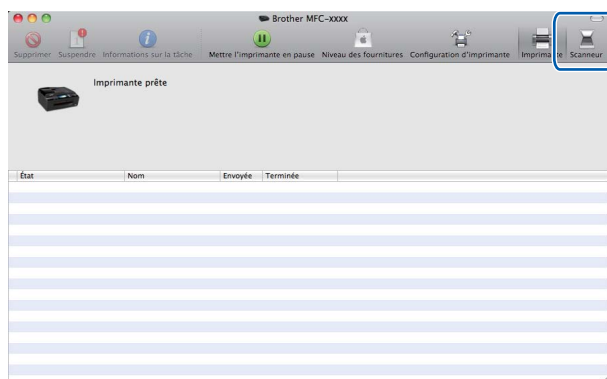 Brother MFC-XXXX
Supprimer Suspendre Informations sur la tâche Mettre l'imprimante en pause Niveau des fournitures Configuration d'imprimante Imprimante Scanneur
Imprimante prête
État Nom Envoyée Terminée